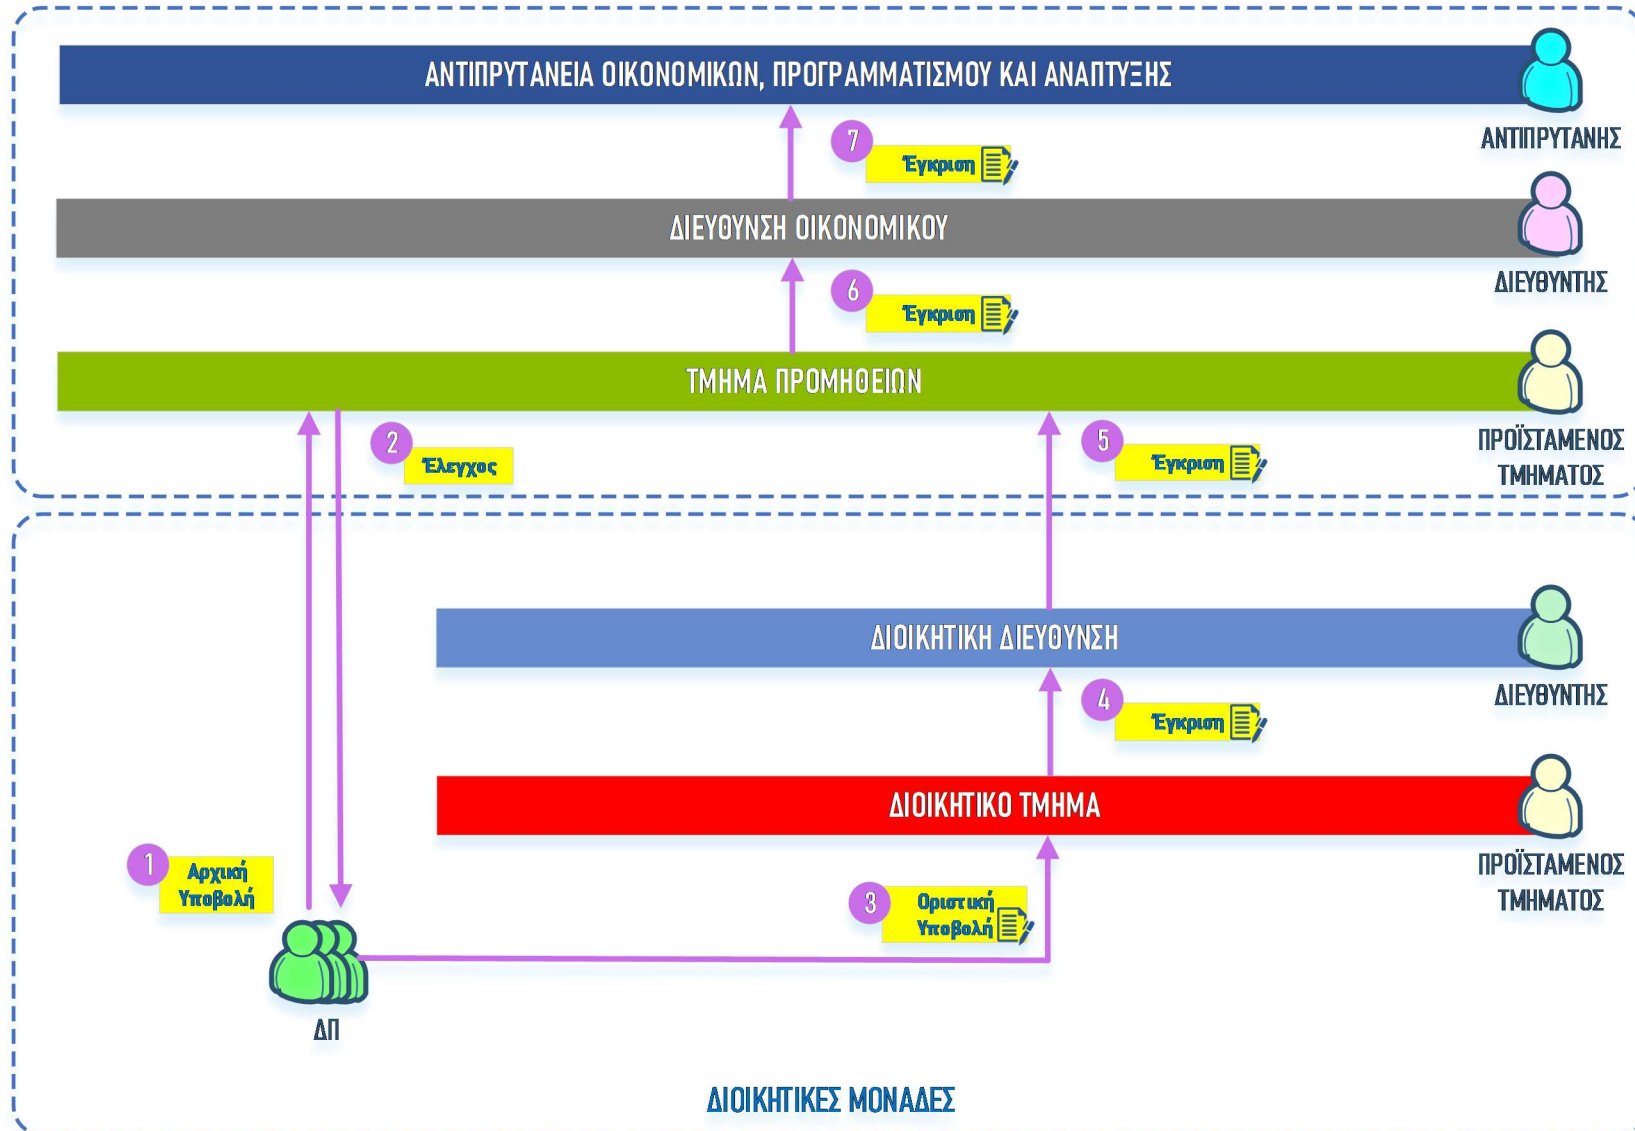 ΑΝΤΙΠΡΥΤΑΝΕΙΑ ΟΙΚΟΝΟΜΙΚΩΝ, ΠΡΟΓΡΑΜΜΑΤΙΣΜΟΥ ΚΑΙ ΑΝΑΠΤΥΞΗΣ
ΑΝΤΙΠΡΥΤΑΝΗΣ
7
Έγκριση
ΔΙΕΥΘΥΝΣΗ ΟΙΚΟΝΟΜΙΚΟΥ
ΔΙΕΥΘΥΝΤΗΣ
6
Έγκριση
ΤΜΗΜΑ ΠΡΟΜΗΘΕΙΩΝ
ΠΡΟΪΣΤΑΜΕΝΟΣ
ΤΜΗΜΑΤΟΣ
2
Έλεγχος
5
Έγκριση
ΔΙΟΙΚΗΤΙΚΗ ΔΙΕΥΘΥΝΣΗ
ΔΙΕΥΘΥΝΤΗΣ
4
Έγκριση
ΔΙΟΙΚΗΤΙΚΟ ΤΜΗΜΑ
ΠΡΟΪΣΤΑΜΕΝΟΣ
ΤΜΗΜΑΤΟΣ
1
Αρχική
Υποβολή
3
Οριστική
Υποβολή
ΔΠ
ΔΙΟΙΚΗΤΙΚΕΣ ΜΟΝΑΔΕΣ